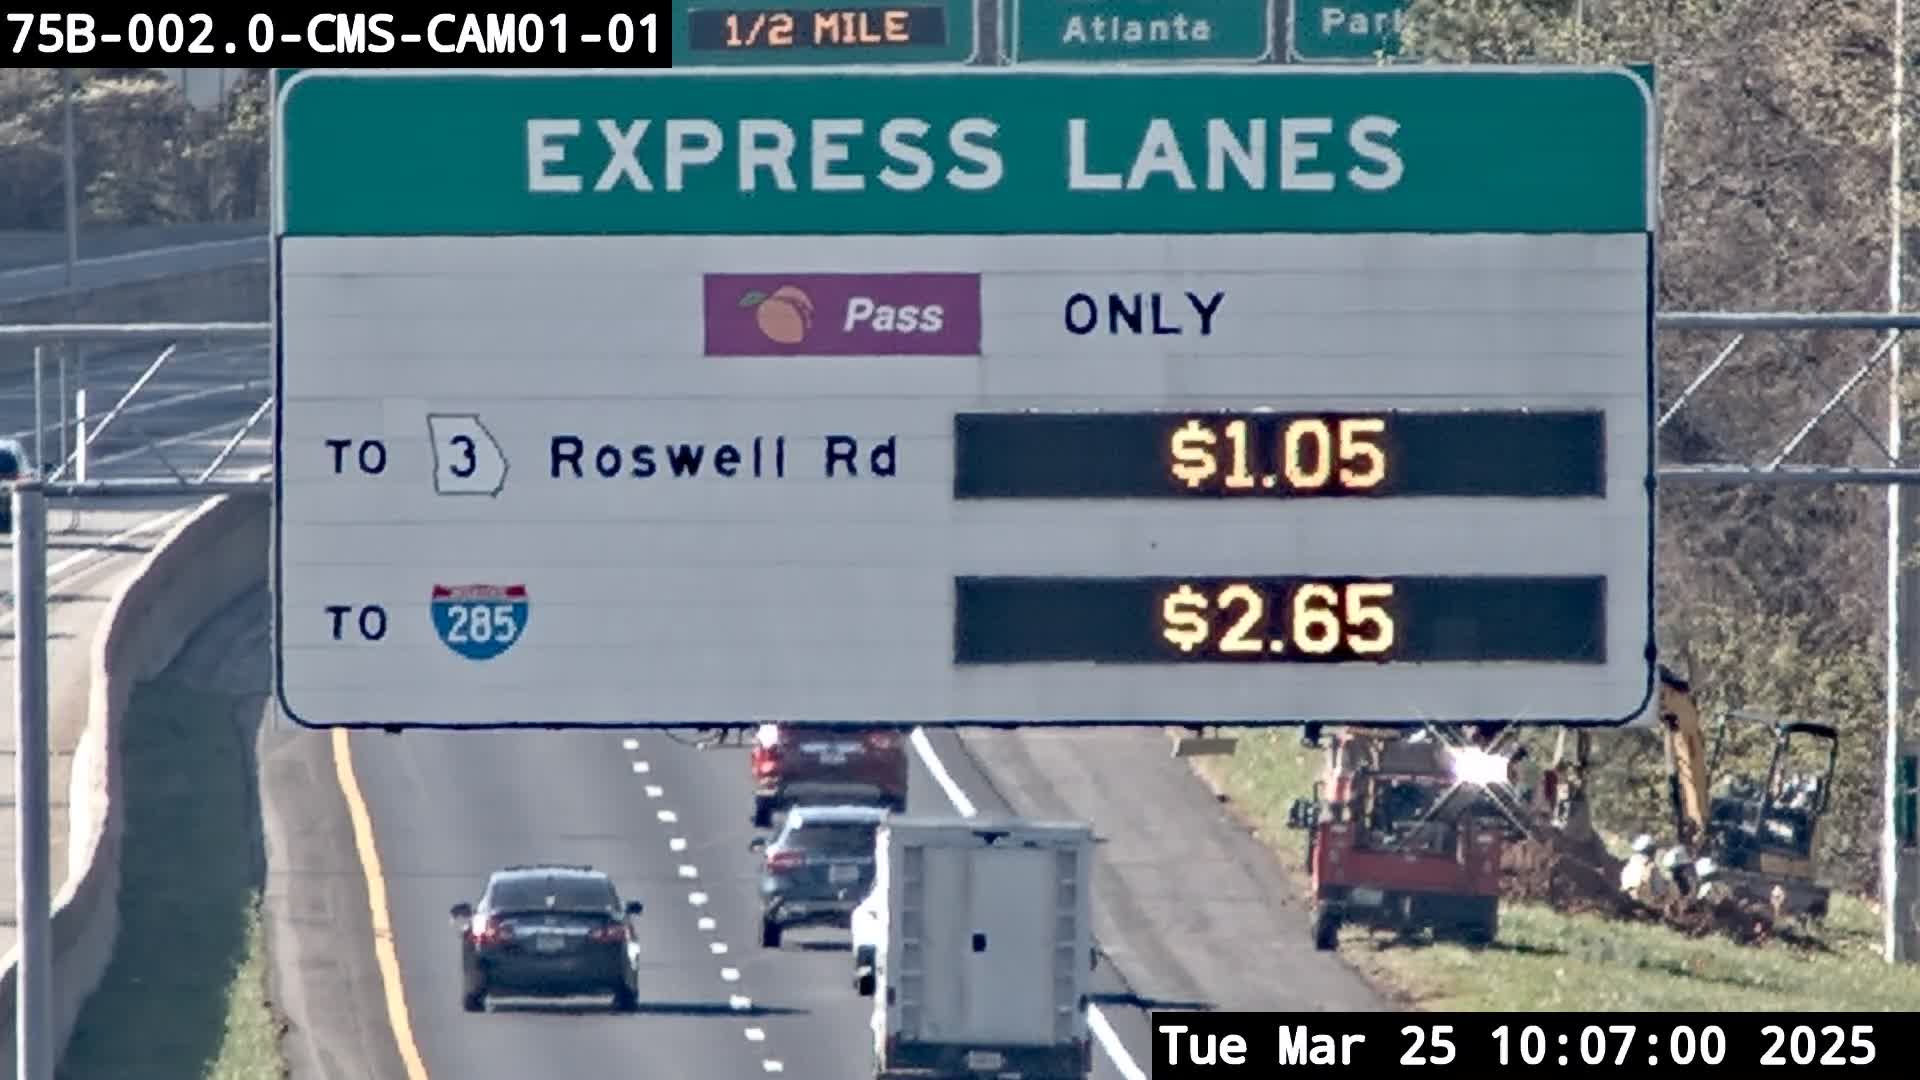 75B-002.0-CMS-CAM01-01
1/2 MILE
Atlanta
Park
EXPRESS LANES
Pass ONLY
TO 3 Roswell Rd $1.05
TO 285 $2.65
Tue Mar 25 10:07:00 2025